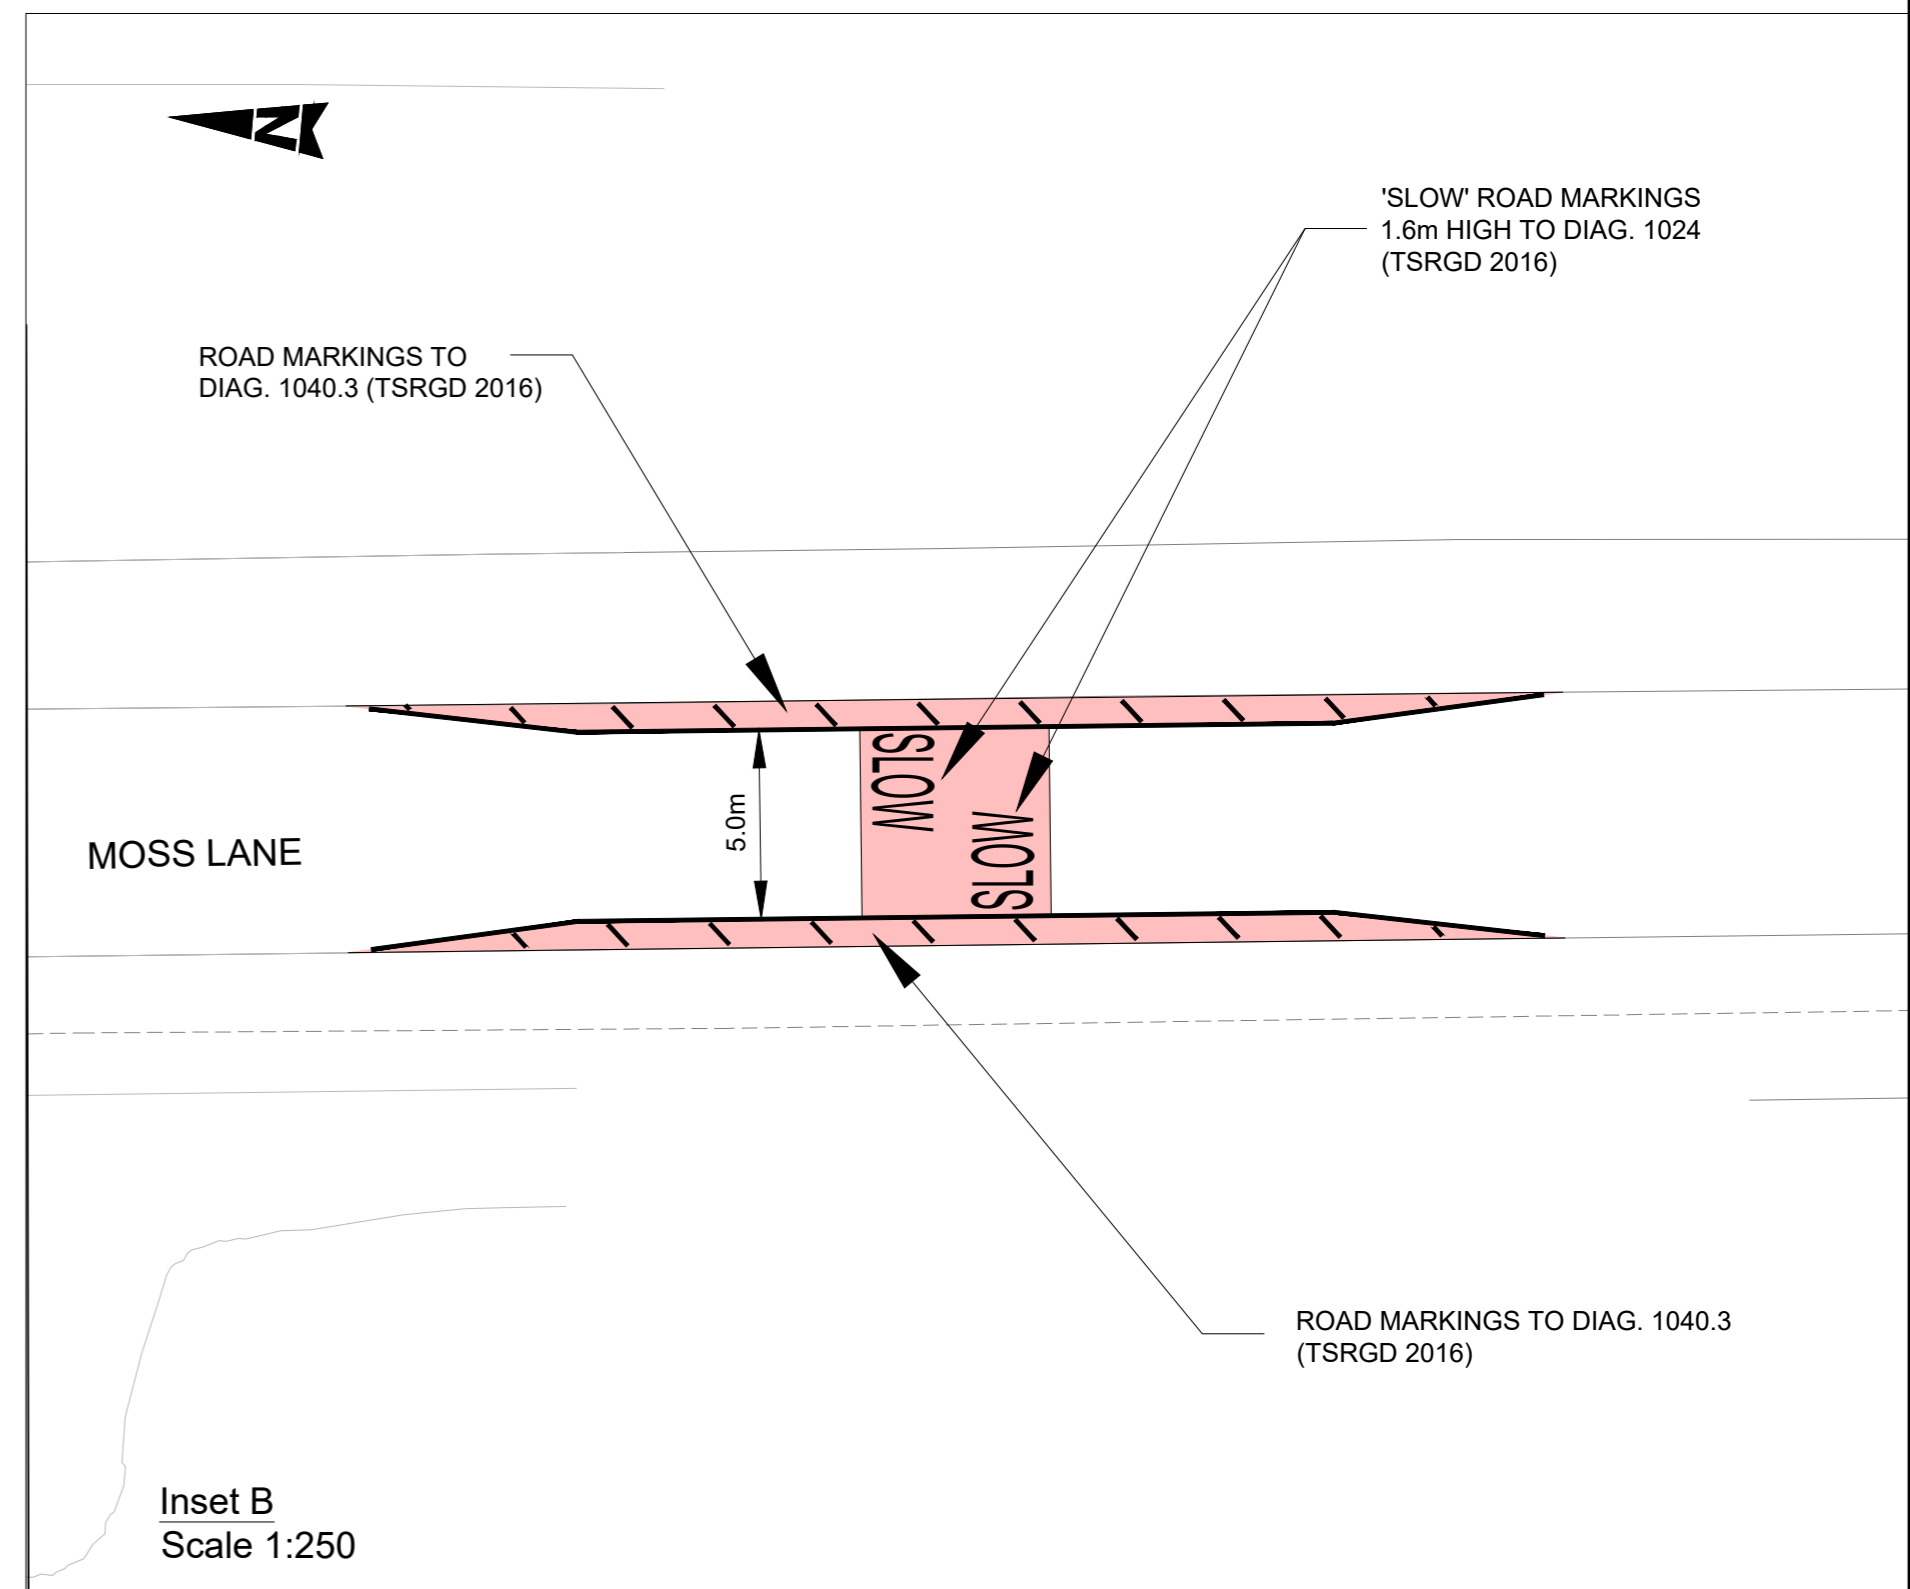 N
'SLOW' ROAD MARKINGS
1.6m HIGH TO DIAG. 1024
(TSRGD 2016)
ROAD MARKINGS TO
DIAG. 1040.3 (TSRGD 2016)
SLOW
SLOW
5.0m
MOSS LANE
ROAD MARKINGS TO DIAG. 1040.3
(TSRGD 2016)
Inset B
Scale 1:250